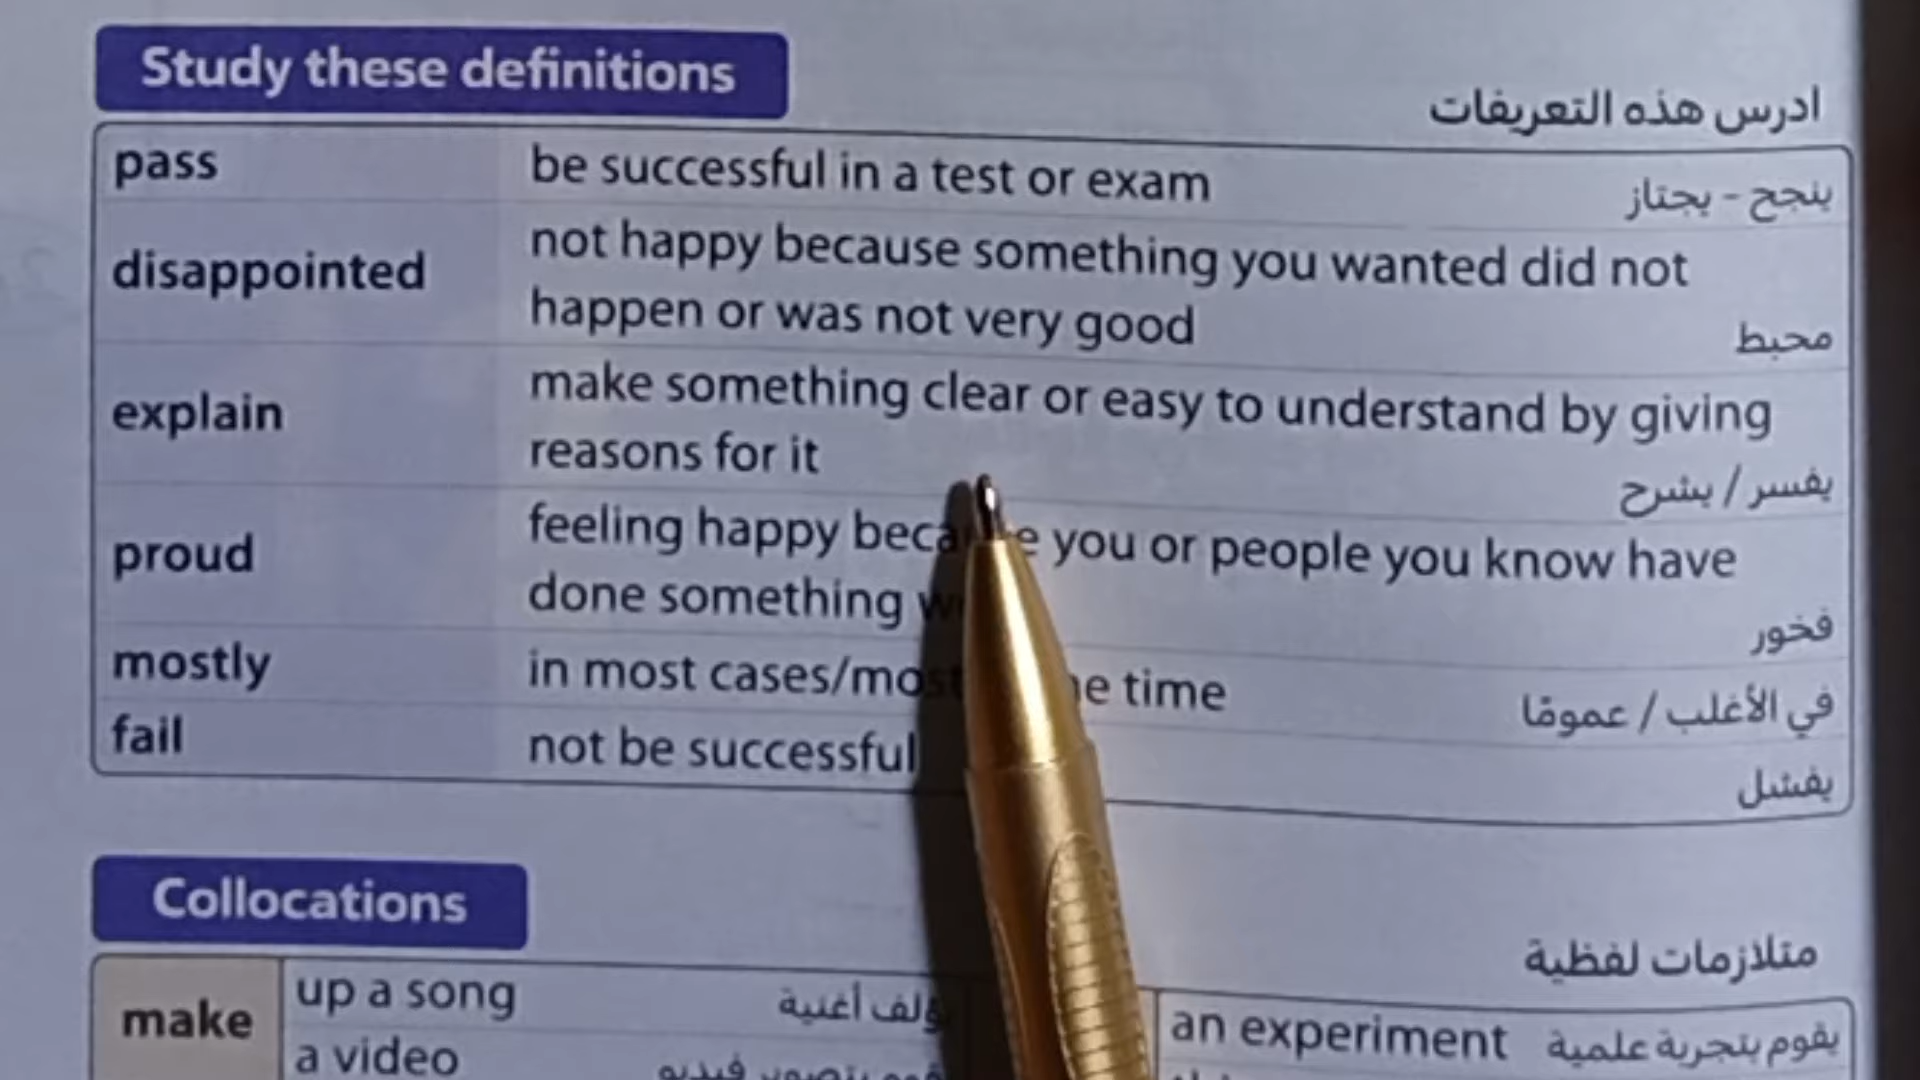 Study these definitions
ادرس هذه التعريفات
pass be successful in a test or exam ينجح - يجتاز
disappointed not happy because something you wanted did not
happen or was not very good محبط
explain make something clear or easy to understand by giving
reasons for it يفسر / يشرح
proud feeling happy you or people you know have
done something فخور
mostly in most cases/ time في الأغلب / عمومًا
fail not be successful يفشل
Collocations
متلازمات لفظية
make up a song أغنية an experiment يقوم بتجربة علمية
a video فيديو